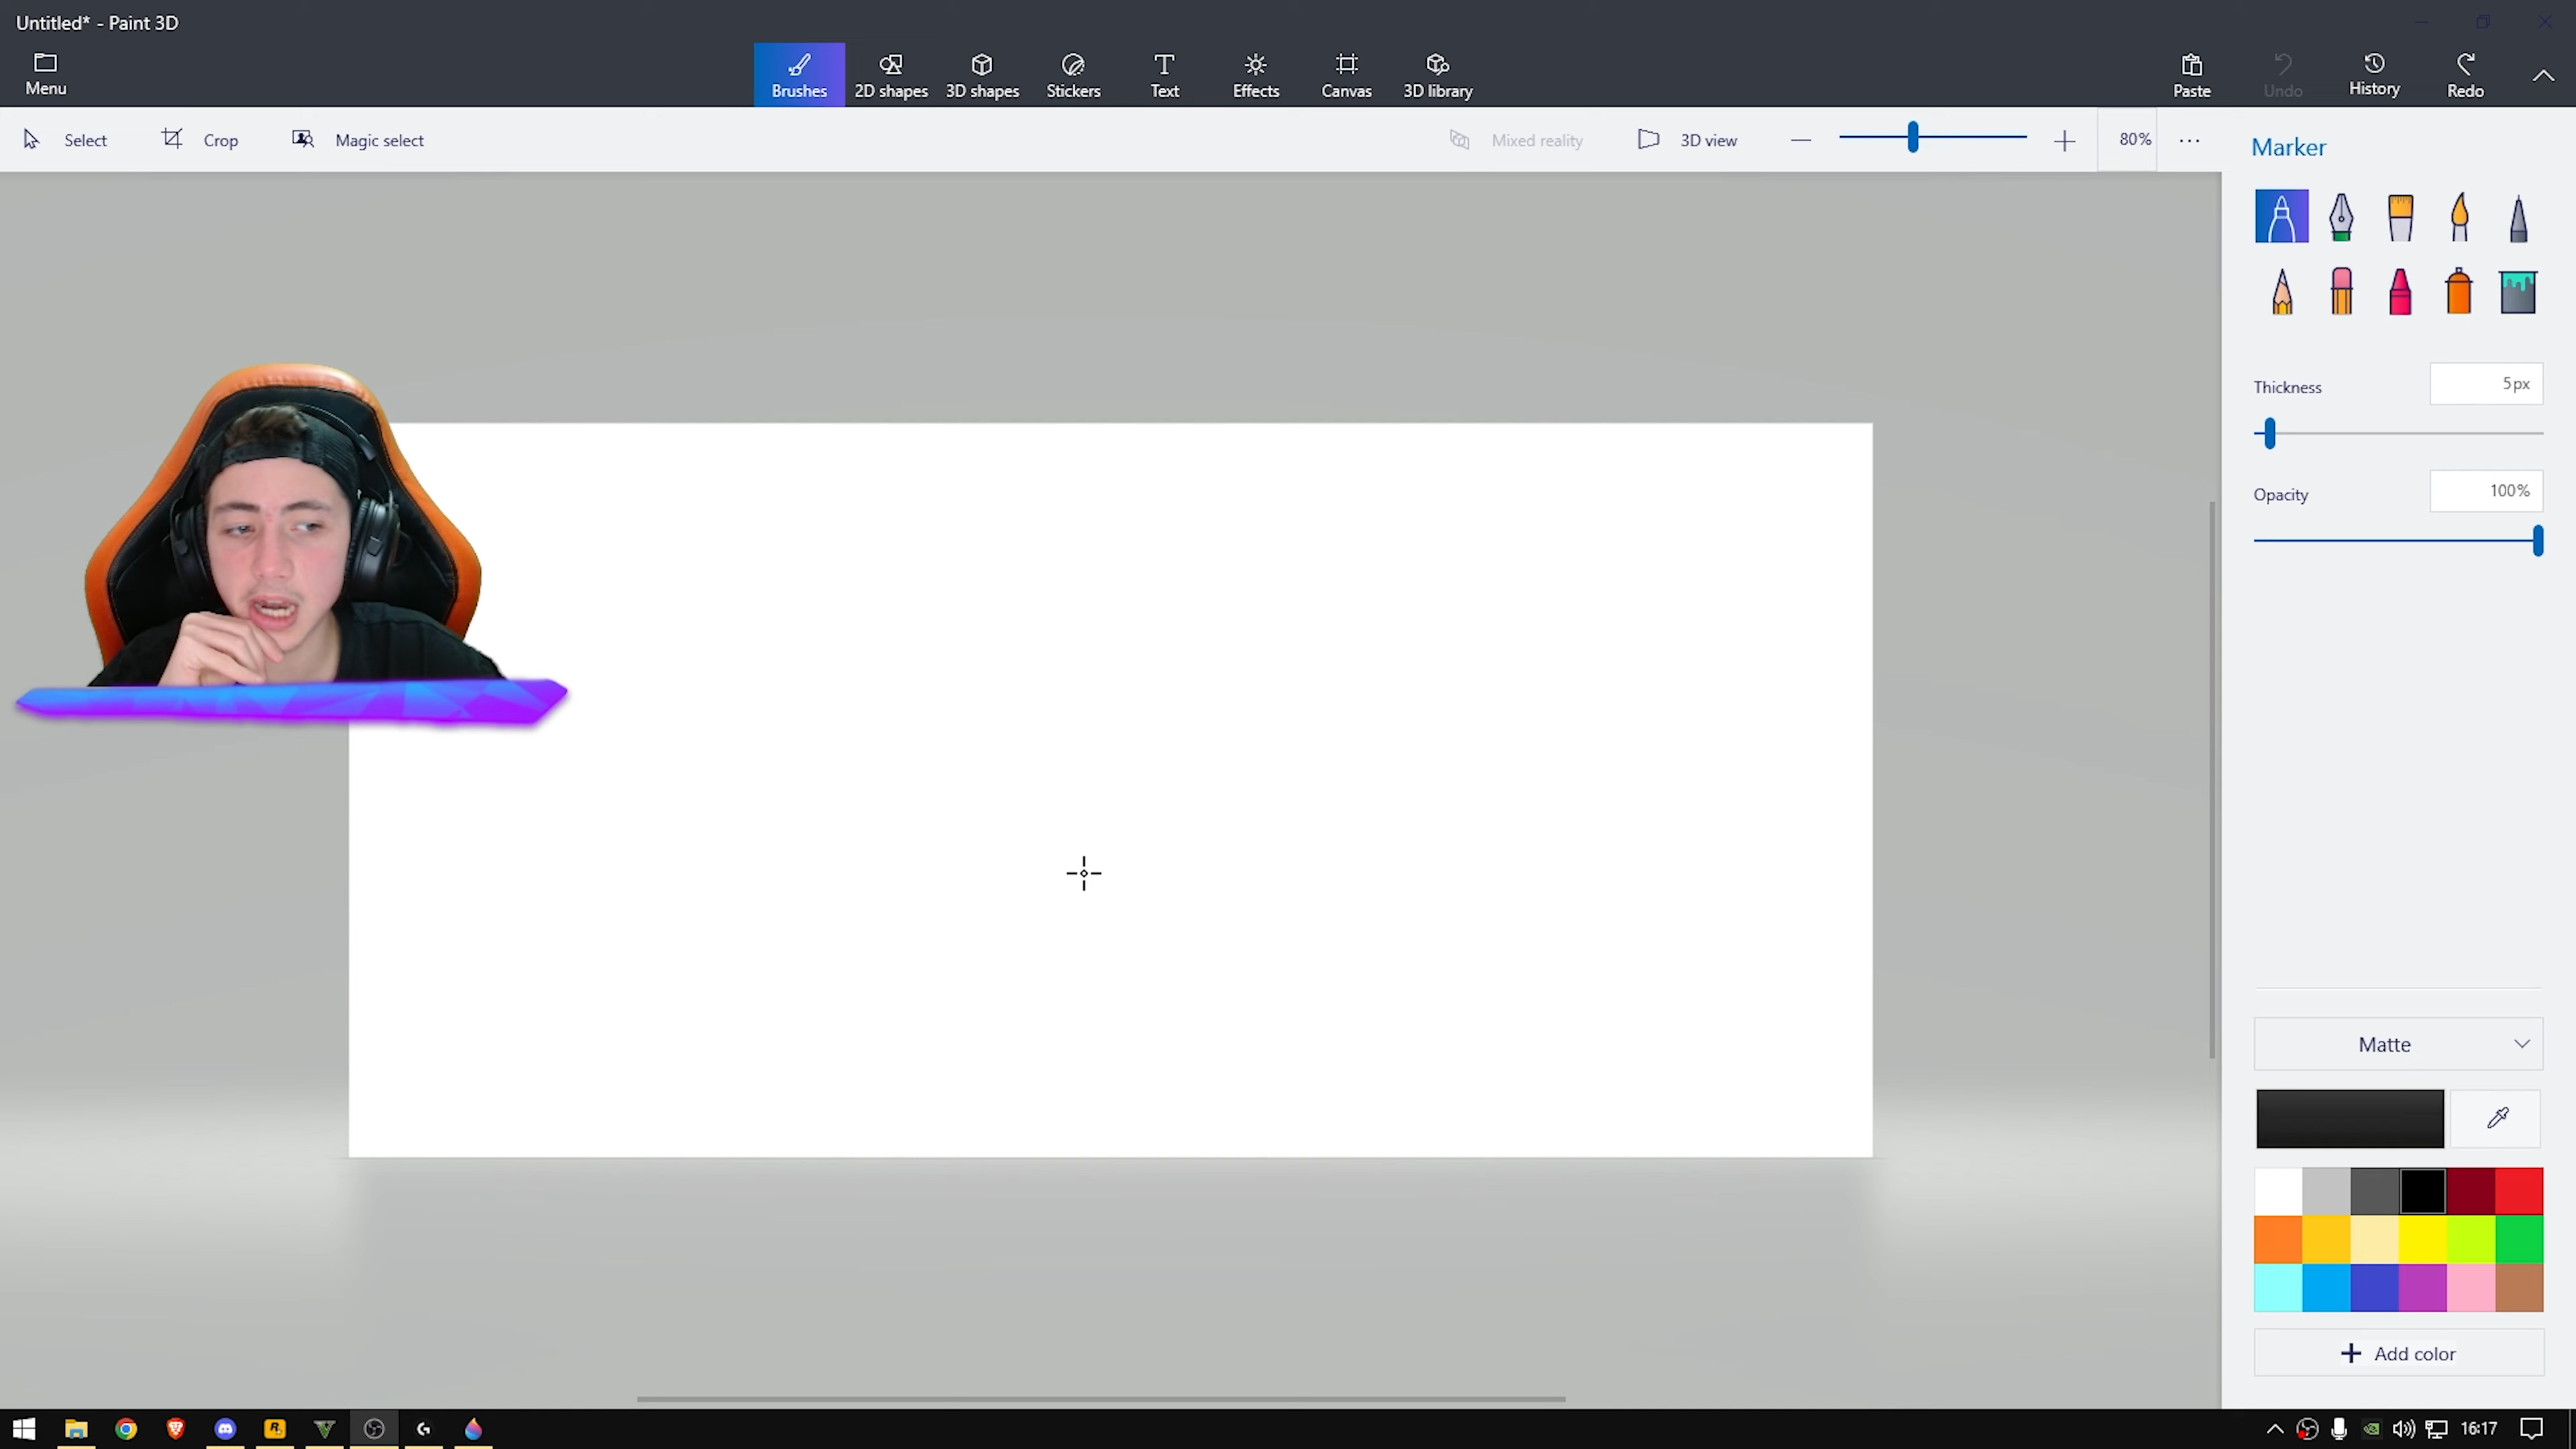 Untitled* - Paint 3D
Menu
Brushes
2D shapes
3D shapes
Stickers
Text
Effects
Canvas
3D library
Paste
Undo
History
Redo
Select
Crop
Magic select
Mixed reality
3D view
80%
Marker
Thickness
5px
Opacity
100%
Matte
Add color
16:17